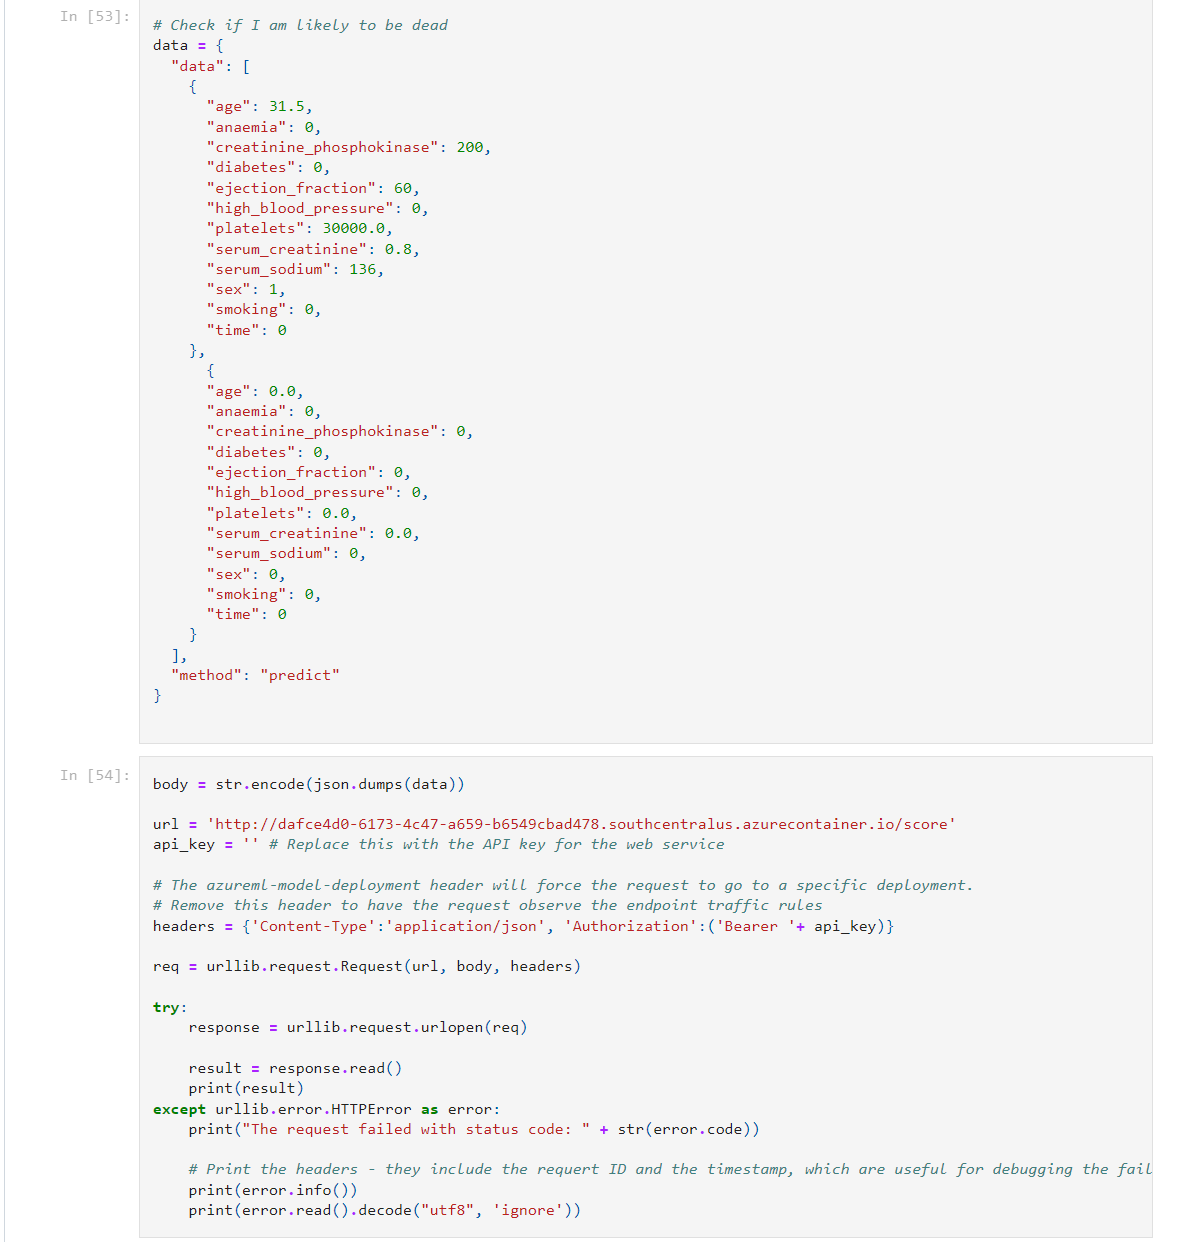 In [53]:
# Check if I am likely to be dead
data = {
  "data": [
    {
      "age": 31.5,
      "anaemia": 0,
      "creatinine_phosphokinase": 200,
      "diabetes": 0,
      "ejection_fraction": 60,
      "high_blood_pressure": 0,
      "platelets": 30000.0,
      "serum_creatinine": 0.8,
      "serum_sodium": 136,
      "sex": 1,
      "smoking": 0,
      "time": 0
    },
      {
      "age": 0.0,
      "anaemia": 0,
      "creatinine_phosphokinase": 0,
      "diabetes": 0,
      "ejection_fraction": 0,
      "high_blood_pressure": 0,
      "platelets": 0.0,
      "serum_creatinine": 0.0,
      "serum_sodium": 0,
      "sex": 0,
      "smoking": 0,
      "time": 0
    }
  ],
  "method": "predict"
}
In [54]:
body = str.encode(json.dumps(data))
url = 'http://dafce4d0-6173-4c47-a659-b6549cbad478.southcentralus.azurecontainer.io/score'
api_key = '' # Replace this with the API key for the web service
# The azureml-model-deployment header will force the request to go to a specific deployment.
# Remove this header to have the request observe the endpoint traffic rules
headers = {'Content-Type':'application/json', 'Authorization':('Bearer '+ api_key)}
req = urllib.request.Request(url, body, headers)
try:
    response = urllib.request.urlopen(req)
    result = response.read()
    print(result)
except urllib.error.HTTPError as error:
    print("The request failed with status code: " + str(error.code))
    # Print the headers - they include the requert ID and the timestamp, which are useful for debugging the fail
    print(error.info())
    print(error.read().decode("utf8", 'ignore'))